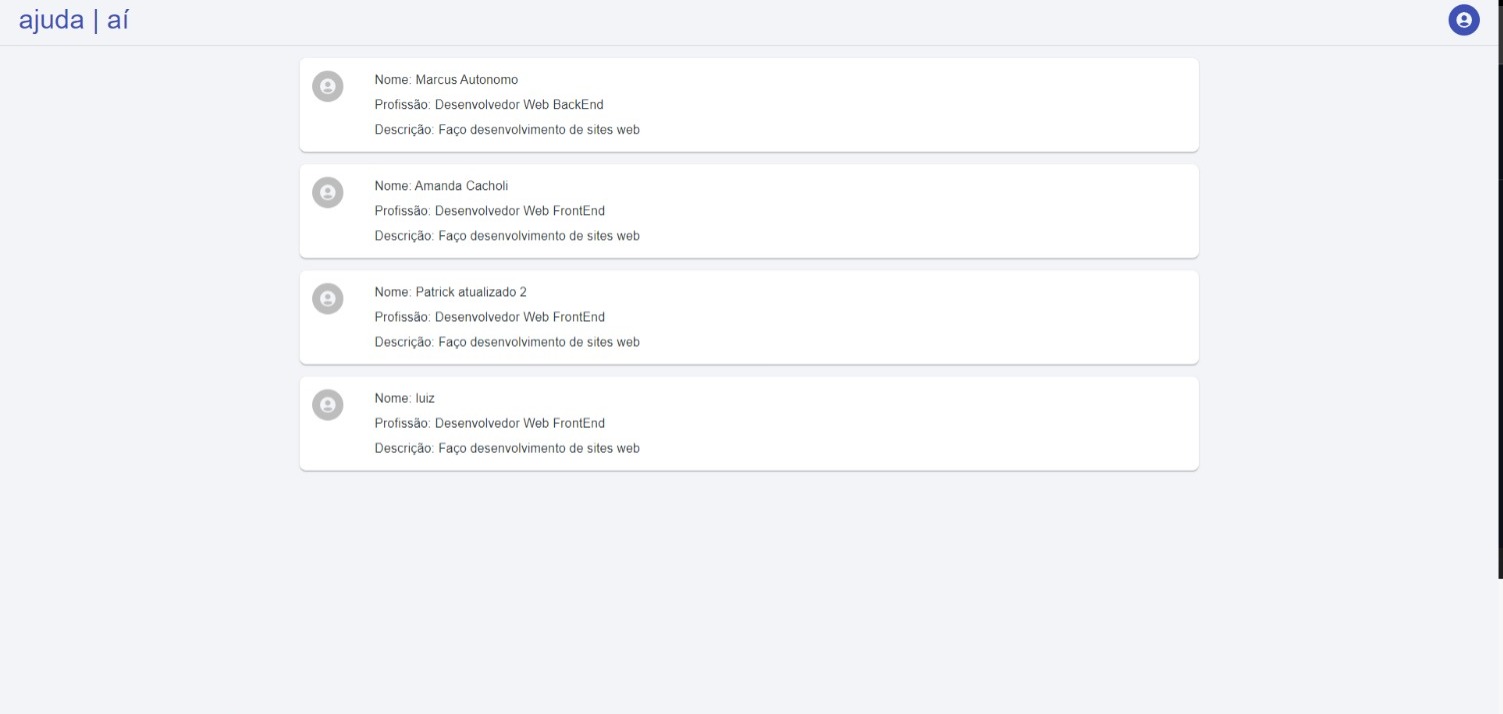 ajuda | aí
Nome: Marcus Autonomo
Profissão: Desenvolvedor Web BackEnd
Descrição: Faço desenvolvimento de sites web
Nome: Amanda Cacholi
Profissão: Desenvolvedor Web FrontEnd
Descrição: Faço desenvolvimento de sites web
Nome: Patrick atualizado 2
Profissão: Desenvolvedor Web FrontEnd
Descrição: Faço desenvolvimento de sites web
Nome: luiz
Profissão: Desenvolvedor Web FrontEnd
Descrição: Faço desenvolvimento de sites web